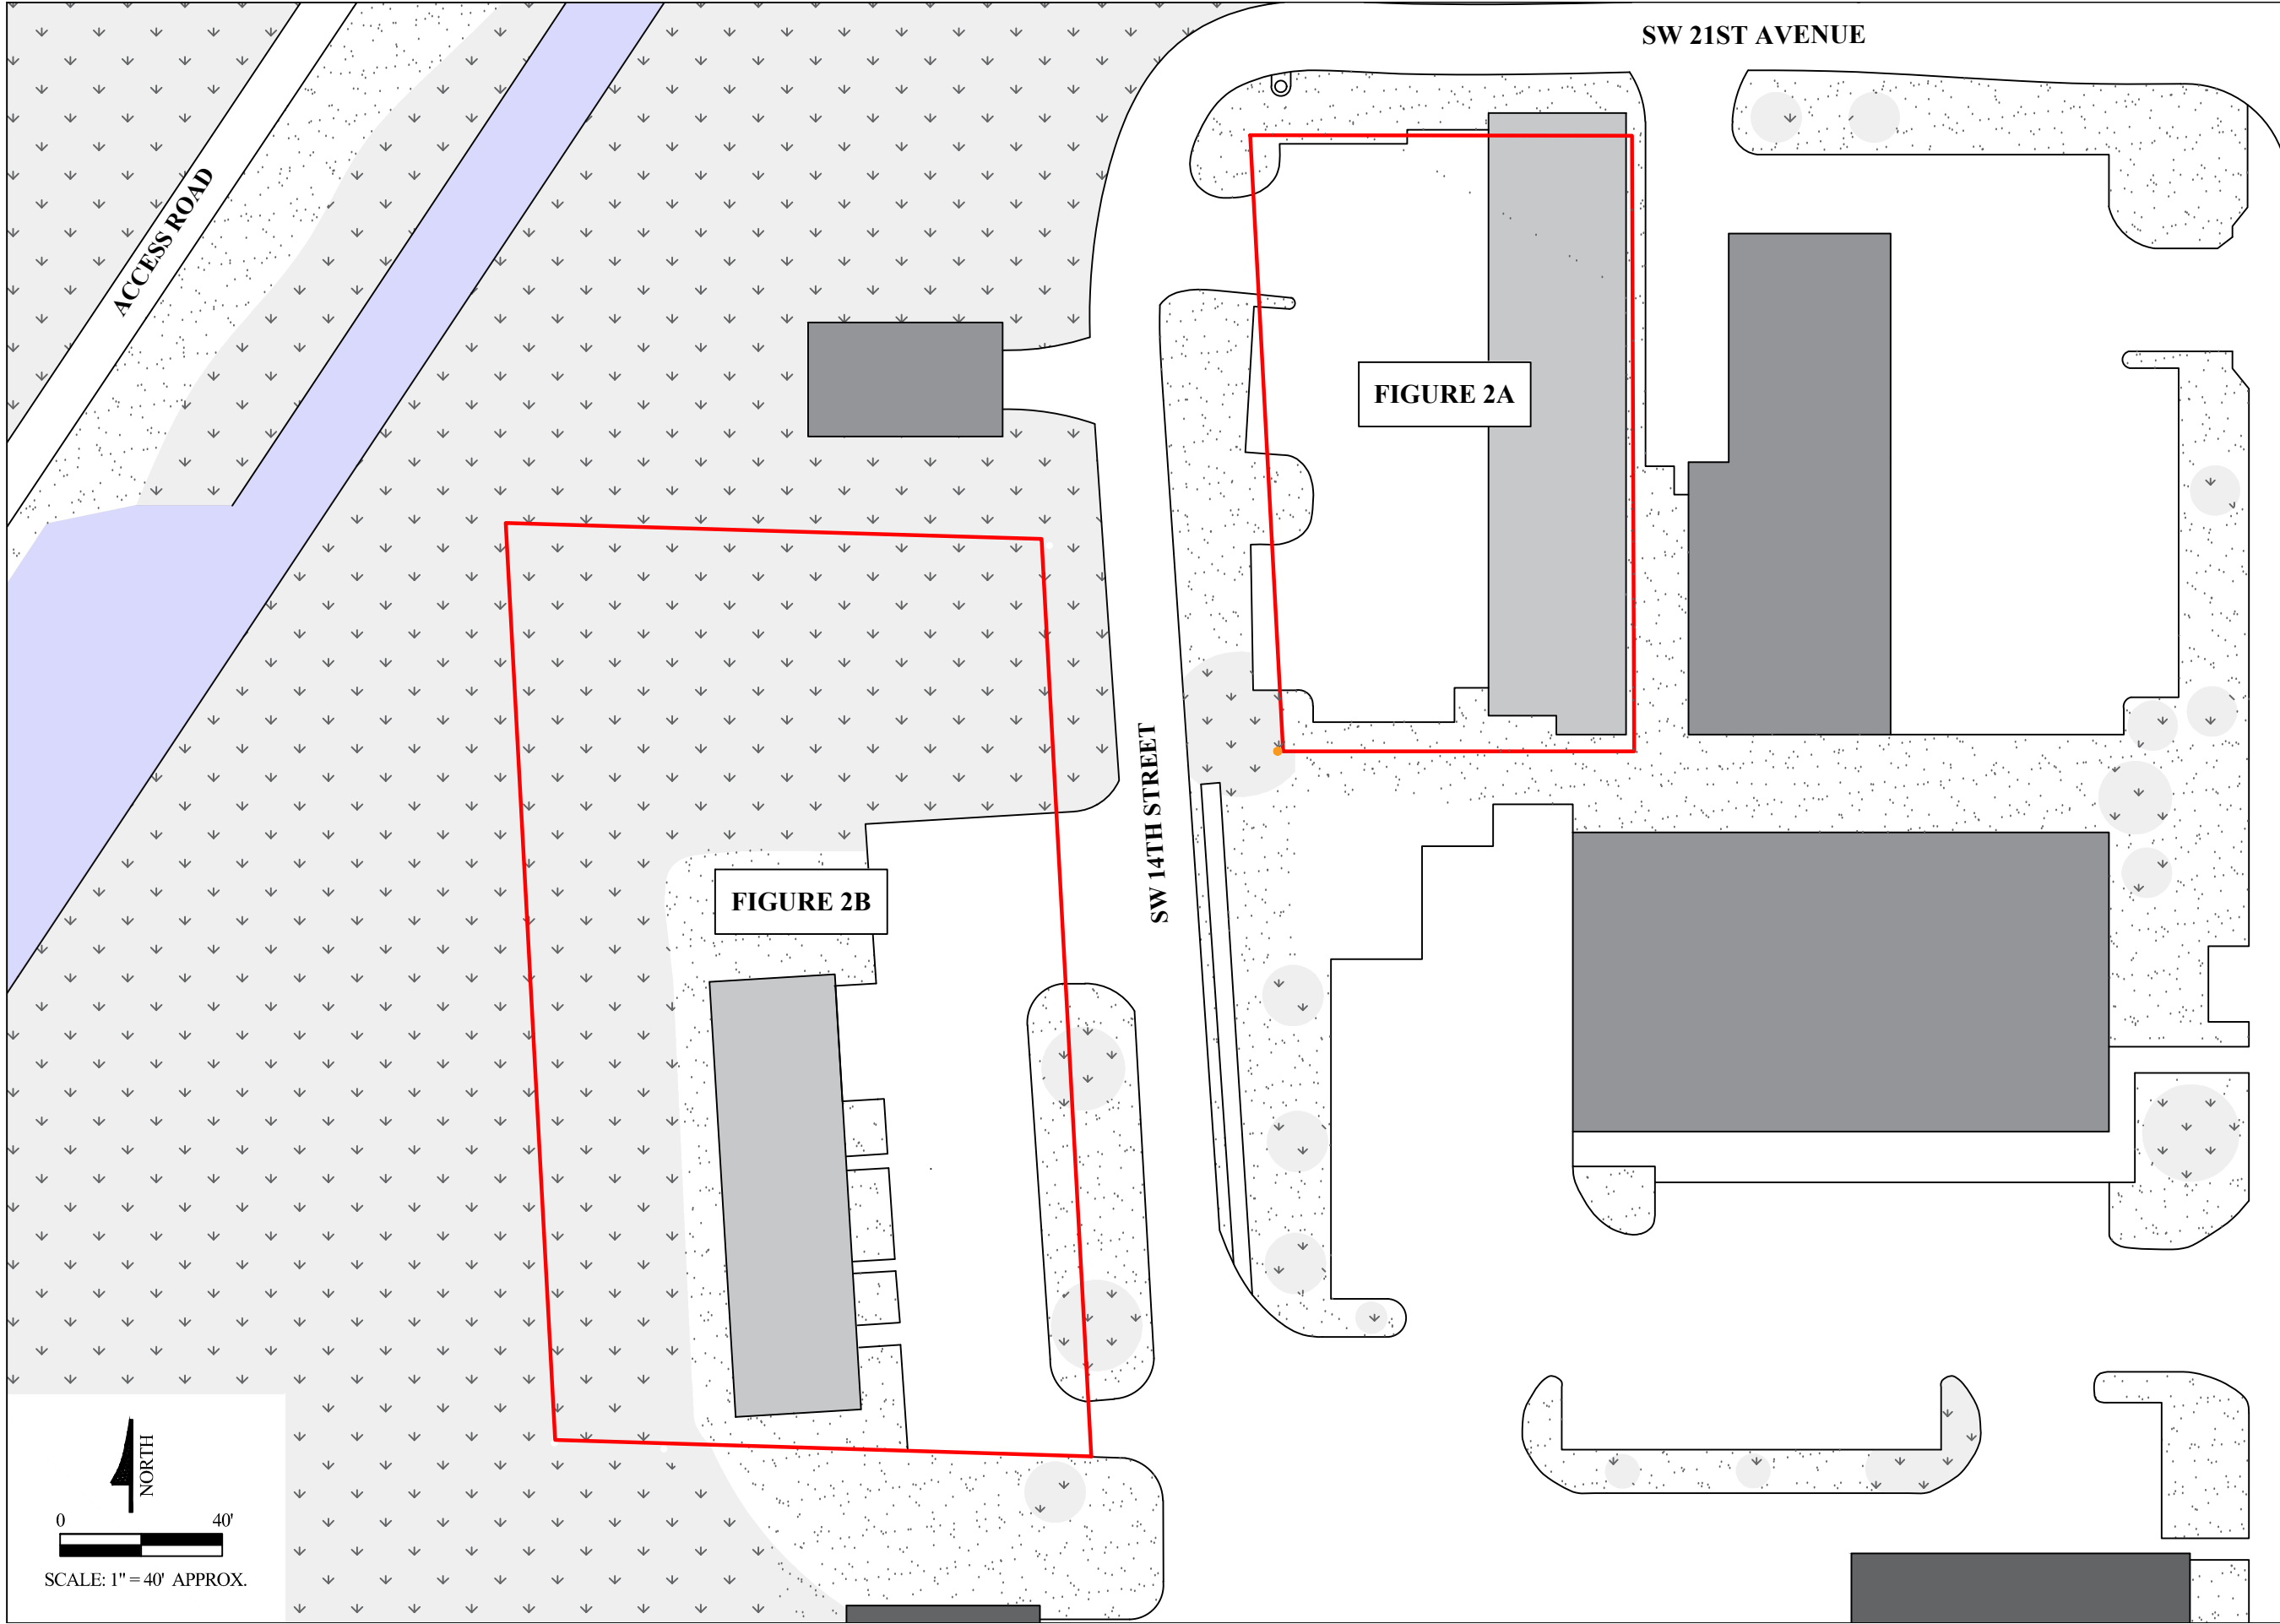 SW 21ST AVENUE
ACCESS ROAD
FIGURE 2A
SW 14TH STREET
FIGURE 2B
NORTH
0 40'
SCALE: 1" = 40' APPROX.